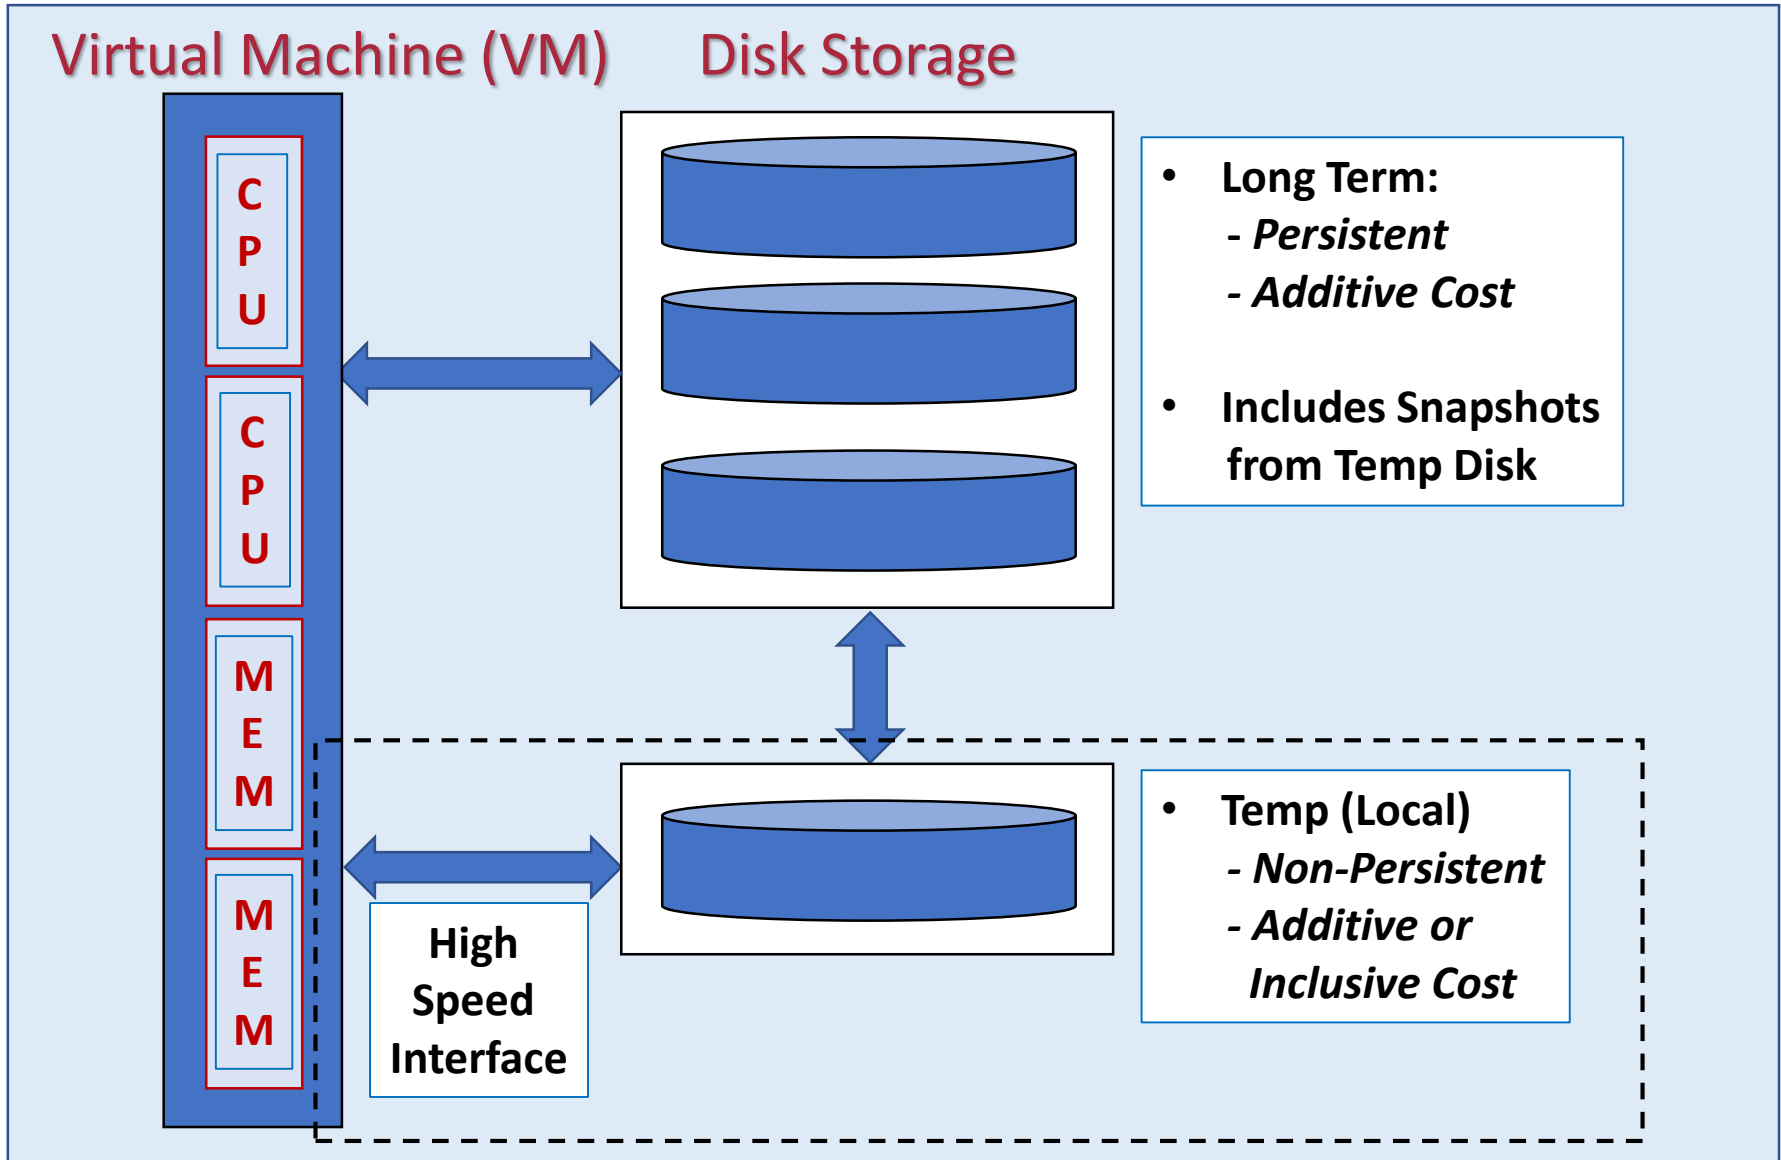 Virtual Machine (VM)
Disk Storage
C
P
U
C
P
U
M
E
M
M
E
M
• Long Term:
- Persistent
- Additive Cost
• Includes Snapshots
from Temp Disk
High
Speed
Interface
• Temp (Local)
- Non-Persistent
- Additive or
Inclusive Cost